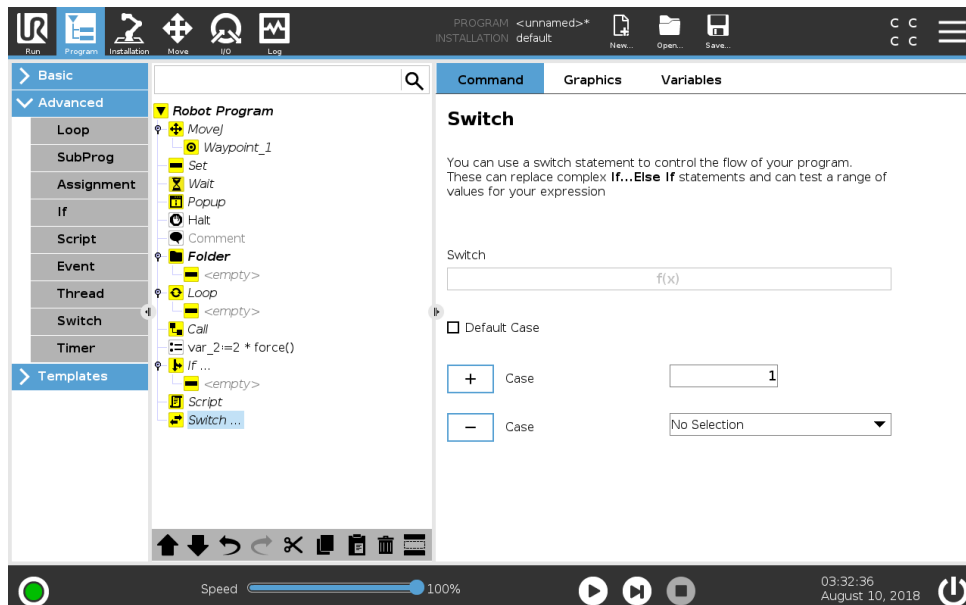 PROGRAM <unnamed>*
INSTALLATION default
UR
Run
Program
Installation
Move
I/O
Log
New...
Open...
Save...
C C
C C
Basic
Advanced
Loop
SubProg
Assignment
If
Script
Event
Thread
Switch
Timer
Templates
Robot Program
MoveJ
Waypoint_1
Set
Wait
Popup
Halt
Comment
Folder
<empty>
Loop
<empty>
Call
var_2≔2 * force()
If ...
<empty>
Script
Switch ...
Command
Graphics
Variables
Switch
You can use a switch statement to control the flow of your program.
These can replace complex If...Else If statements and can test a range of
values for your expression
Switch
f(x)
Default Case
+ Case 1
− Case No Selection
Speed 100%
03:32:36
August 10, 2018